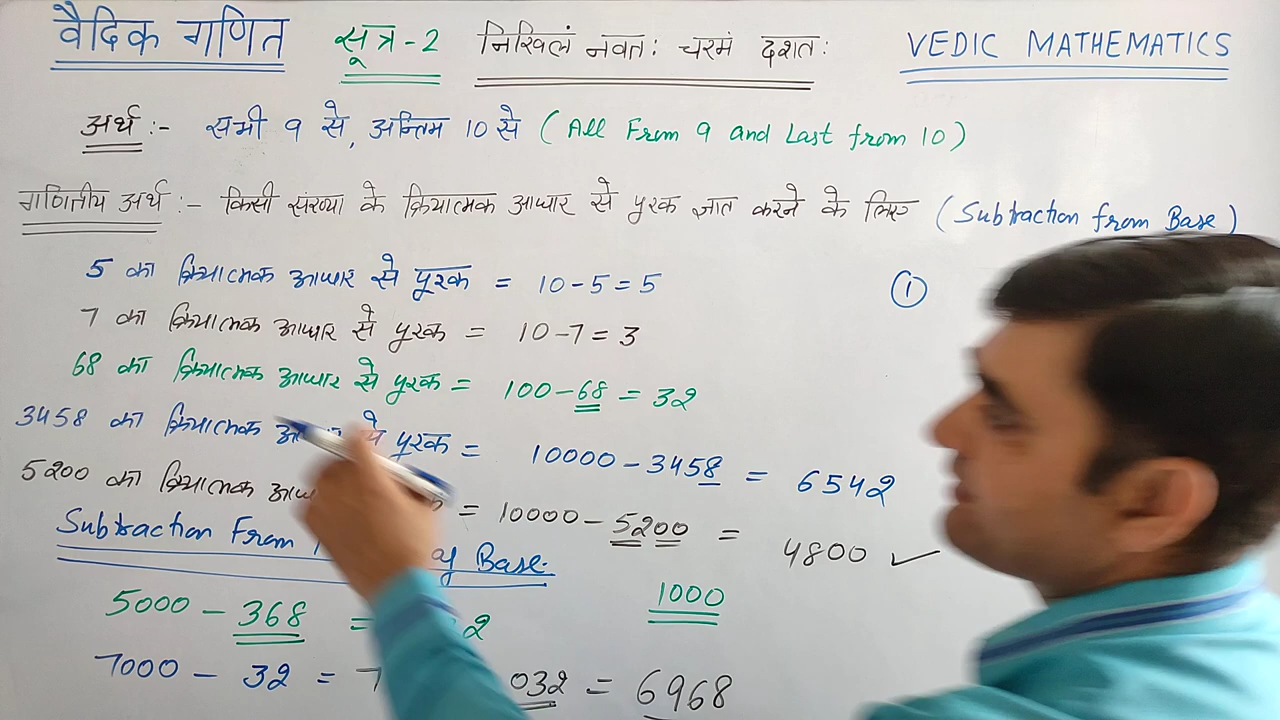 वैदिक गणित सूत्र-2 निखिलं नवतः चरमं दशतः VEDIC MATHEMATICS
अर्थ :- सभी 9 से, अन्तिम 10 से (All From 9 and Last from 10)
गणितीय अर्थ :- किसी संख्या के क्रियात्मक आधार से पूरक ज्ञात करने के लिए (Subtraction from Base)
5 का क्रियात्मक आधार से पूरक = 10-5=5 1
7 का क्रियात्मक आधार से पूरक = 10-7=3
68 का क्रियात्मक आधार से पूरक = 100-68 = 32
3458 का क्रियात्मक से पूरक = 10000-3458 = 6542
5200 का क्रियात्मक = 10000-5200 = 4800 ✓
Subtraction From Base.
5000 - 368 = 2 1000
7000 - 32 = 7 032 = 6968